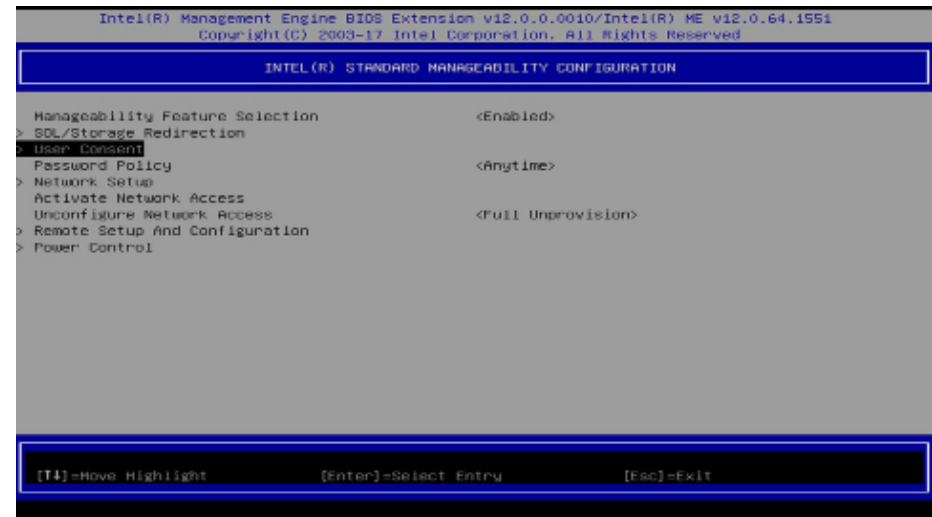 Intel(R) Management Engine BIOS Extension v12.0.0.0010/Intel(R) ME v12.0.64.1551
Copyright(C) 2003-17 Intel Corporation. All Rights Reserved
INTEL(R) STANDARD MANAGEABILITY CONFIGURATION
Manageability Feature Selection <Enabled>
> SOL/Storage Redirection
> User Consent
Password Policy <Anytime>
> Network Setup
Activate Network Access
Unconfigure Network Access <Full Unprovision>
> Remote Setup And Configuration
> Power Control
[↑↓]=Move Highlight [Enter]=Select Entry [Esc]=Exit